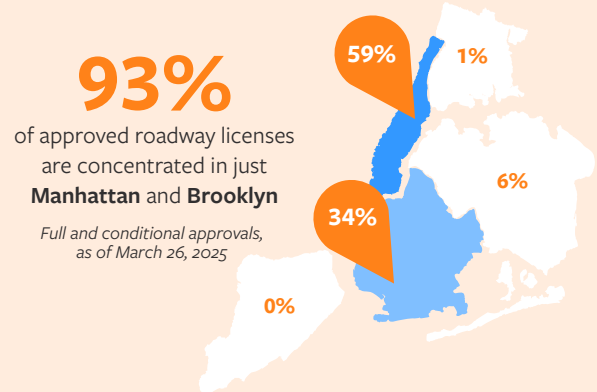 93%
of approved roadway licenses
are concentrated in just
Manhattan and Brooklyn
Full and conditional approvals,
as of March 26, 2025
59%
1%
6%
34%
0%